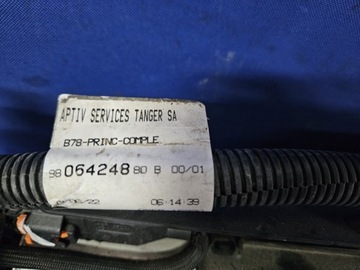 APTIV SERVICES TANGER SA
B78-PRINC-COMPLE
98 064248 80 B 00/01
06:14:39